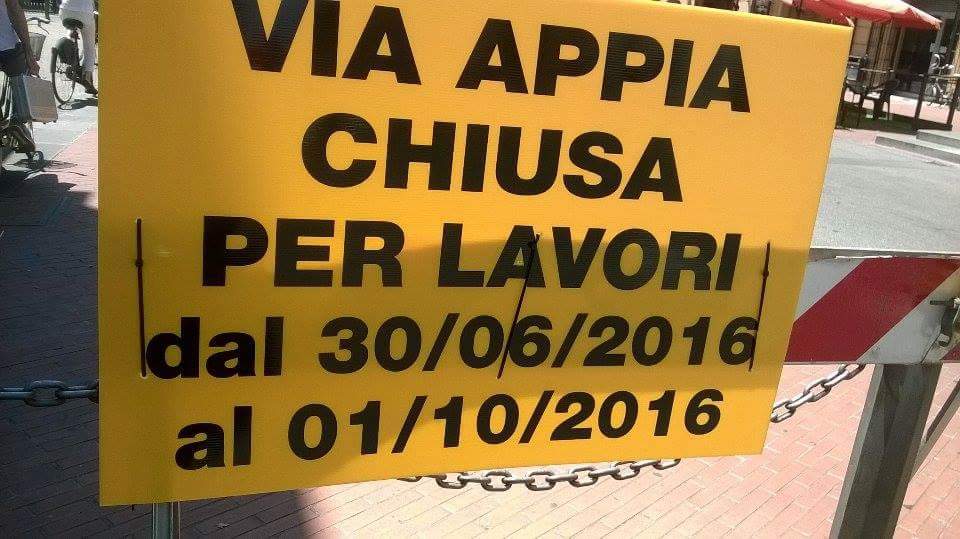 VIA APPIA
CHIUSA
PER LAVORI
dal 30/06/2016
al 01/10/2016